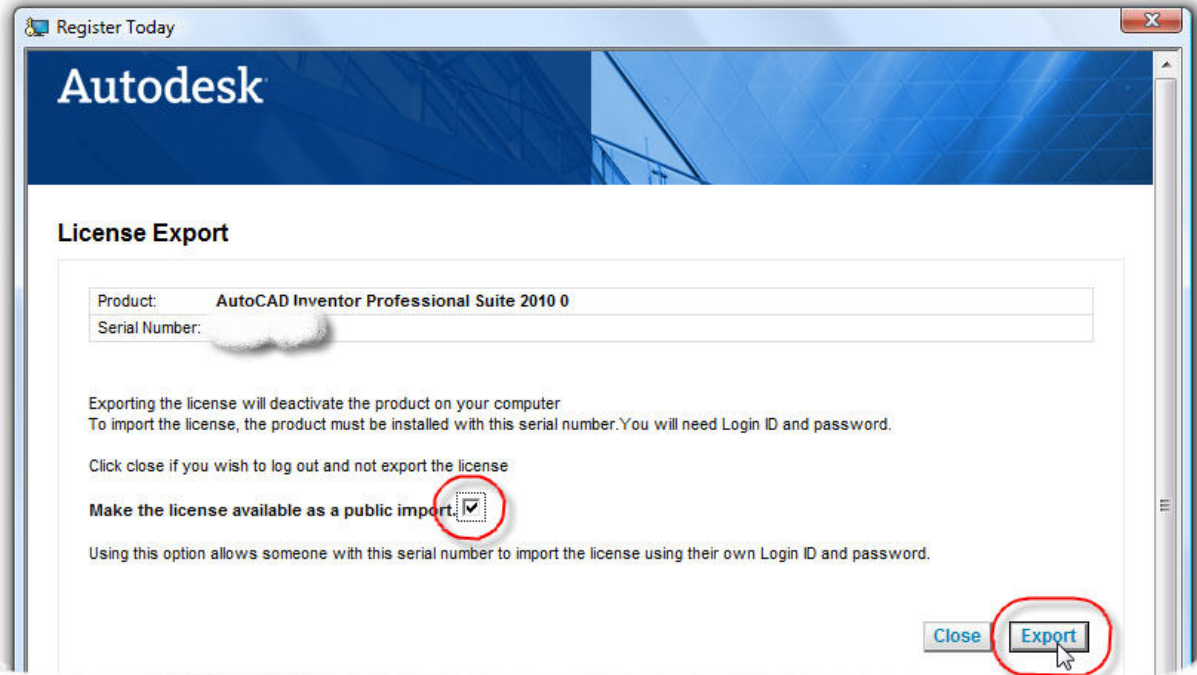 Register Today
Autodesk
License Export
Product: AutoCAD Inventor Professional Suite 2010 0
Serial Number:
Exporting the license will deactivate the product on your computer
To import the license, the product must be installed with this serial number.You will need Login ID and password.
Click close if you wish to log out and not export the license
Make the license available as a public import.
Using this option allows someone with this serial number to import the license using their own Login ID and password.
Close Export